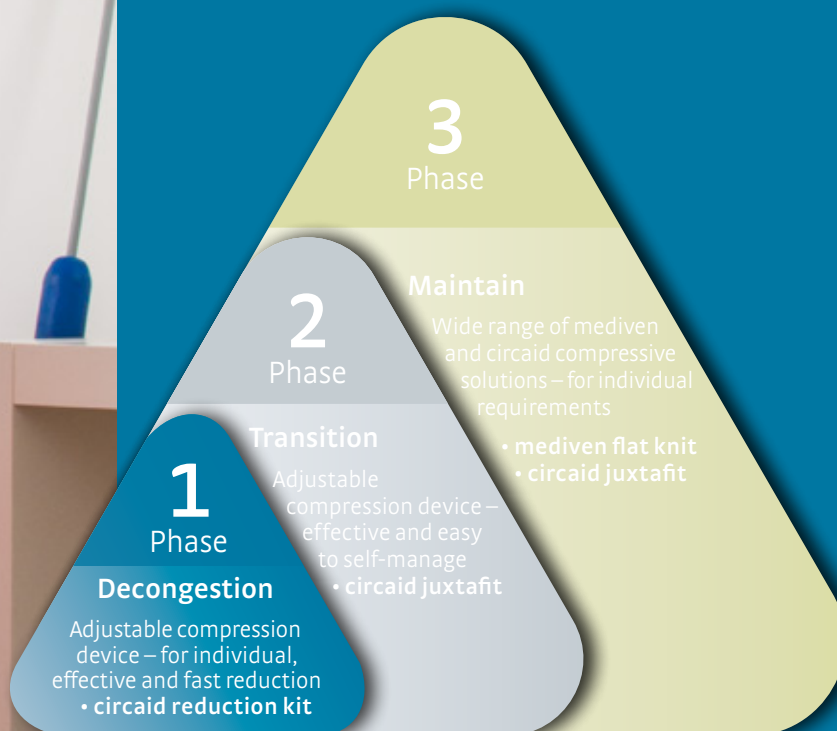 3
Phase
Maintain
Wide range of mediven
and circaid compressive
solutions – for individual
requirements
• mediven flat knit
• circaid juxtafit
2
Phase
Transition
Adjustable
compression device –
effective and easy
to self-manage
• circaid juxtafit
1
Phase
Decongestion
Adjustable compression
device – for individual,
effective and fast reduction
• circaid reduction kit